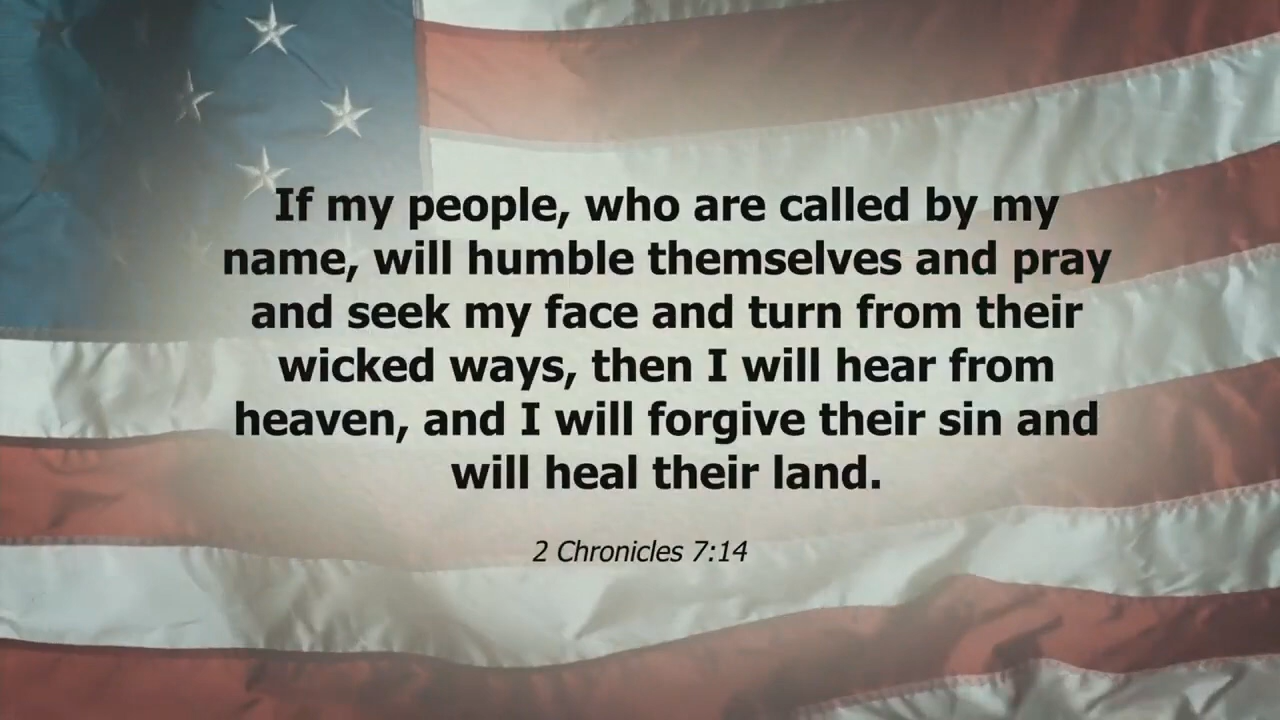 If my people, who are called by my
name, will humble themselves and pray
and seek my face and turn from their
wicked ways, then I will hear from
heaven, and I will forgive their sin and
will heal their land.
2 Chronicles 7:14